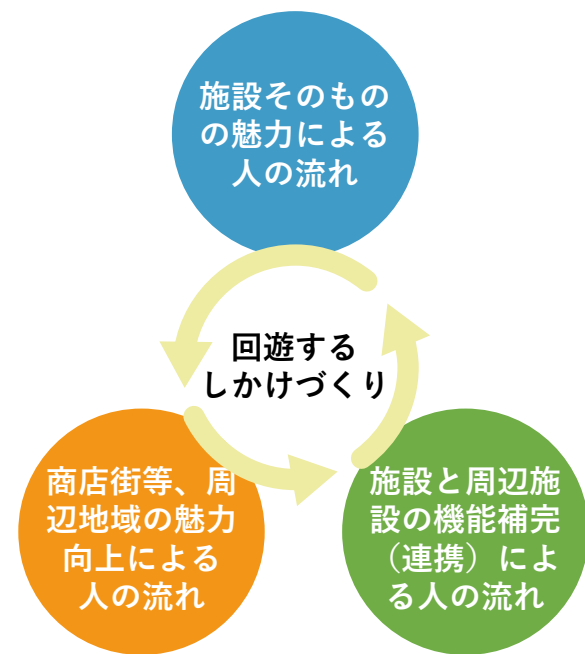 施設そのもの
の魅力による
人の流れ
回遊する
しかけづくり
商店街等、周
辺地域の魅力
向上による
人の流れ
施設と周辺施
設の機能補完
（連携）によ
る人の流れ